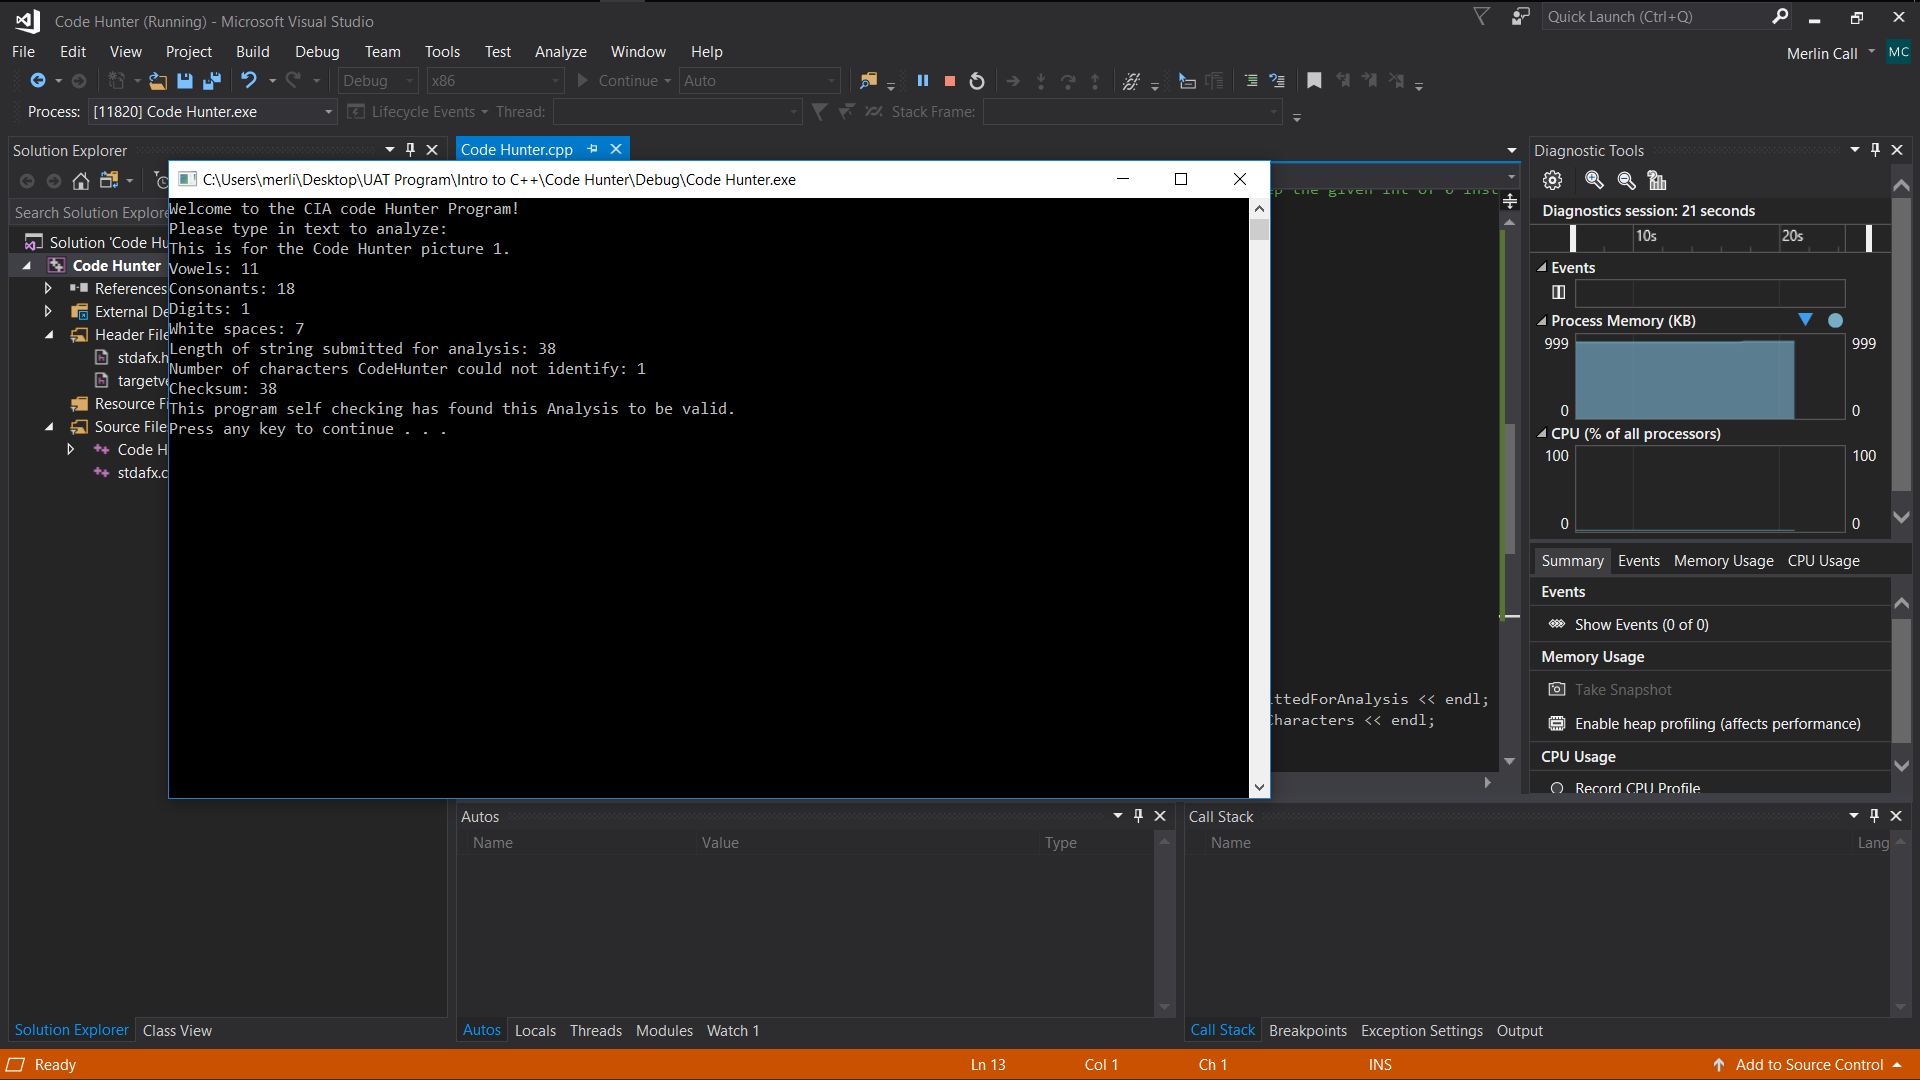 Code Hunter (Running) - Microsoft Visual Studio
Quick Launch (Ctrl+Q)
File Edit View Project Build Debug Team Tools Test Analyze Window Help
Merlin Call MC
Debug x86 Continue Auto
Process: [11820] Code Hunter.exe Lifecycle Events Thread: Stack Frame:
Solution Explorer
Code Hunter.cpp
Search Solution Explore
Solution 'Code Hu
Code Hunter
References
External De
Header File
stdafx.h
targetve
Resource Fi
Source File
Code H
stdafx.c
C:\Users\merli\Desktop\UAT Program\Intro to C++\Code Hunter\Debug\Code Hunter.exe
Welcome to the CIA code Hunter Program!
Please type in text to analyze:
This is for the Code Hunter picture 1.
Vowels: 11
Consonants: 18
Digits: 1
White spaces: 7
Length of string submitted for analysis: 38
Number of characters CodeHunter could not identify: 1
Checksum: 38
This program self checking has found this Analysis to be valid.
Press any key to continue . . .
the given int of 0 inst
ttedForAnalysis << endl;
Characters << endl;
Diagnostic Tools
Diagnostics session: 21 seconds
10s 20s
Events
Process Memory (KB)
999 999
0 0
CPU (% of all processors)
100 100
0 0
Summary Events Memory Usage CPU Usage
Events
Show Events (0 of 0)
Memory Usage
Take Snapshot
Enable heap profiling (affects performance)
CPU Usage
Record CPU Profile
Autos
Name Value Type
Call Stack
Name Lang
Solution Explorer Class View
Autos Locals Threads Modules Watch 1
Call Stack Breakpoints Exception Settings Output
Ready Ln 13 Col 1 Ch 1 INS Add to Source Control